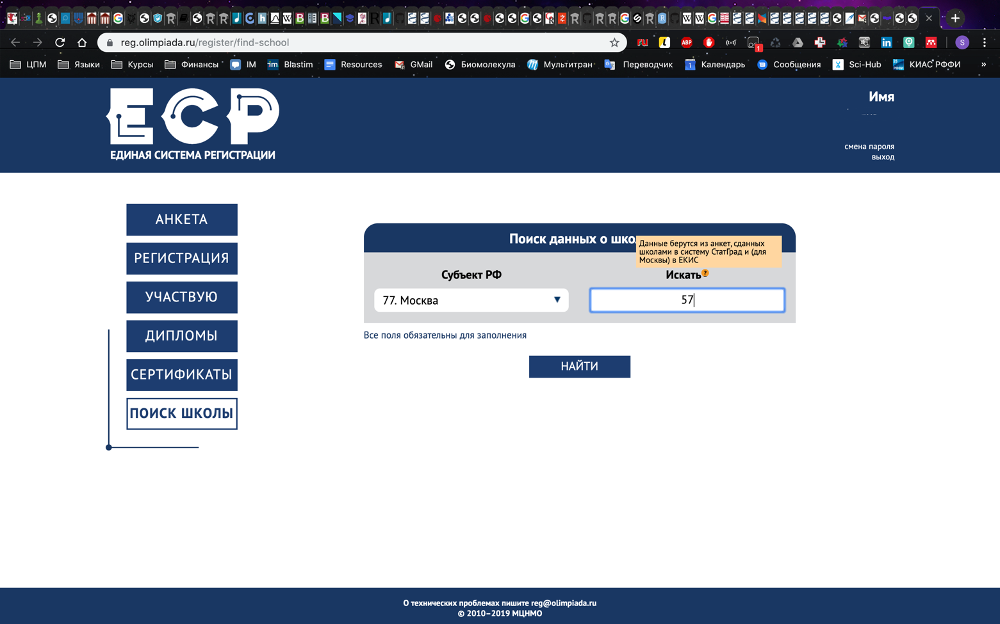 reg.olimpiada.ru/register/find-school
S
ЦПМ
Языки
Курсы
Финансы
IM
Blastim
Resources
GMail
Биомолекула
Мультитран
Переводчик
Календарь
Сообщения
Sci-Hub
КИАС РФФИ
»
ЕСР
ЕДИНАЯ СИСТЕМА РЕГИСТРАЦИИ
Имя
смена пароля
выход
АНКЕТА
РЕГИСТРАЦИЯ
УЧАСТВУЮ
ДИПЛОМЫ
СЕРТИФИКАТЫ
ПОИСК ШКОЛЫ
Поиск данных о шко
Данные берутся из анкет, сданных
школами в систему СтатГрад и (для
Москвы) в ЕКИС
Субъект РФ
Искать ?
77. Москва
57
Все поля обязательны для заполнения
НАЙТИ
О технических проблемах пишите reg@olimpiada.ru
© 2010–2019 МЦНМО